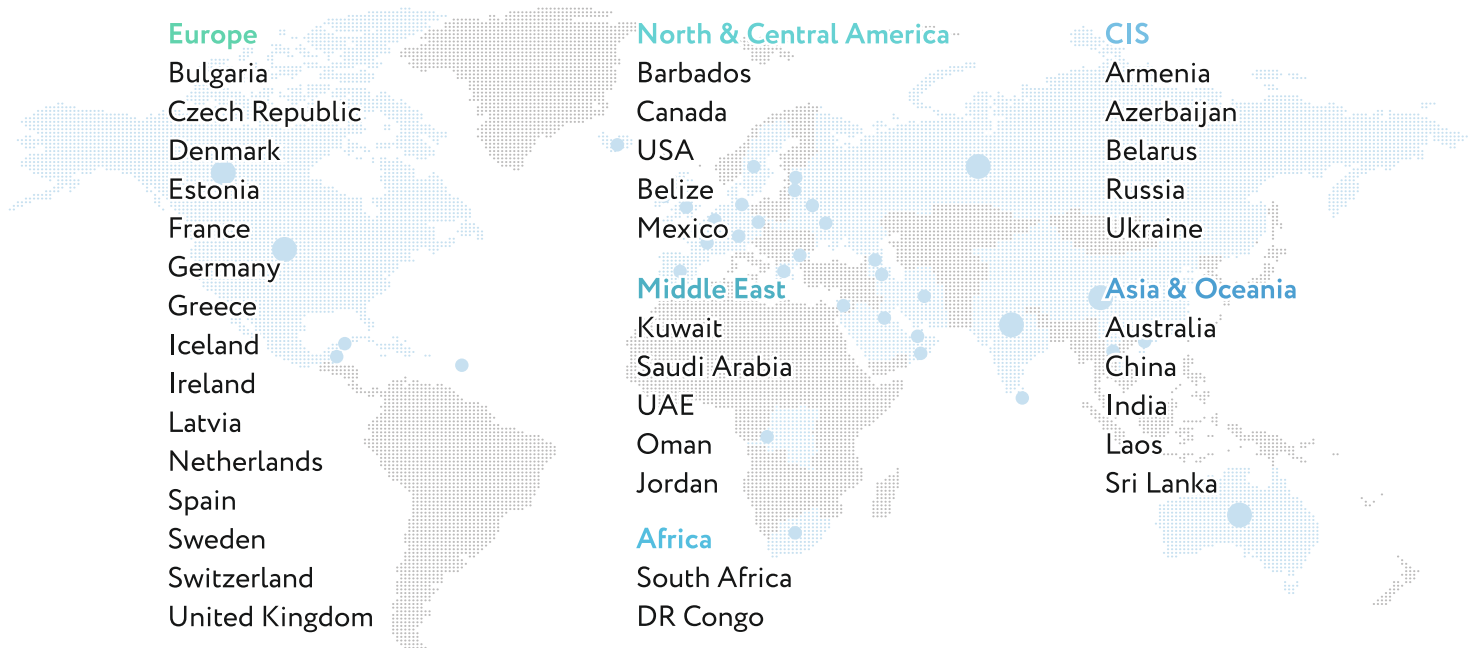 Europe
Bulgaria
Czech Republic
Denmark
Estonia
France
Germany
Greece
Iceland
Ireland
Latvia
Netherlands
Spain
Sweden
Switzerland
United Kingdom
North & Central America
Barbados
Canada
USA
Belize
Mexico
Middle East
Kuwait
Saudi Arabia
UAE
Oman
Jordan
Africa
South Africa
DR Congo
CIS
Armenia
Azerbaijan
Belarus
Russia
Ukraine
Asia & Oceania
Australia
China
India
Laos
Sri Lanka